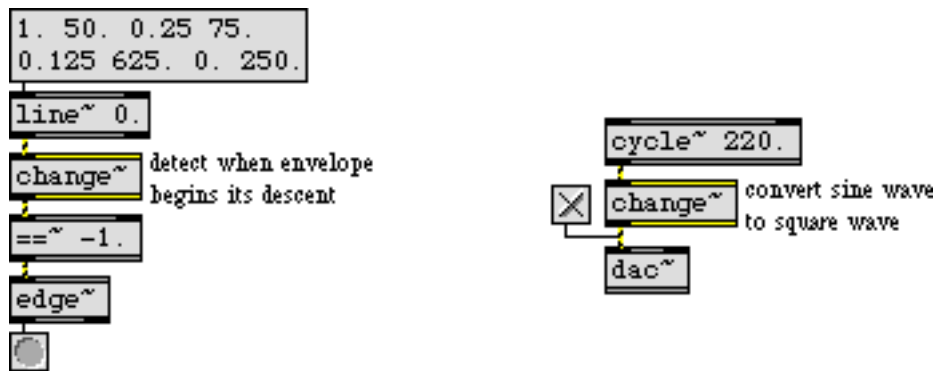 1. 50. 0.25 75.
0.125 625. 0. 250.
line~ 0.
change~
detect when envelope
begins its descent
==~ -1.
edge~
cycle~ 220.
change~
convert sine wave
to square wave
dac~